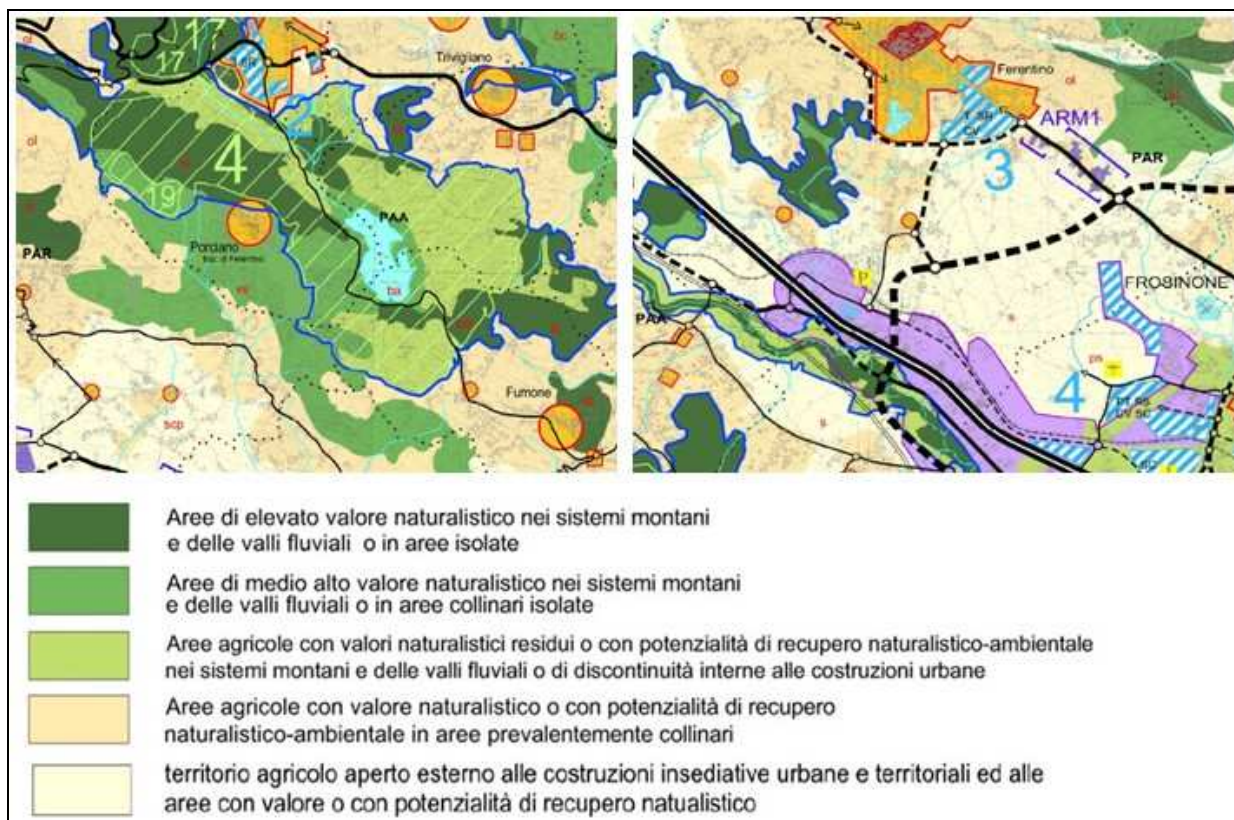 17
17
2
Trivigliano
4
19
PAA
Porciano
PAR
Fumone
scp
Ferentino
ARM1
PAR
3
P
FROSINONE
PAA
4
Aree di elevato valore naturalistico nei sistemi montani
e delle valli fluviali o in aree isolate
Aree di medio alto valore naturalistico nei sistemi montani
e delle valli fluviali o in aree collinari isolate
Aree agricole con valori naturalistici residui o con potenzialità di recupero naturalistico-ambientale
nei sistemi montani e delle valli fluviali o di discontinuità interne alle costruzioni urbane
Aree agricole con valore naturalistico o con potenzialità di recupero
naturalistico-ambientale in aree prevalentemente collinari
territorio agricolo aperto esterno alle costruzioni insediative urbane e territoriali ed alle
aree con valore o con potenzialità di recupero natualistico